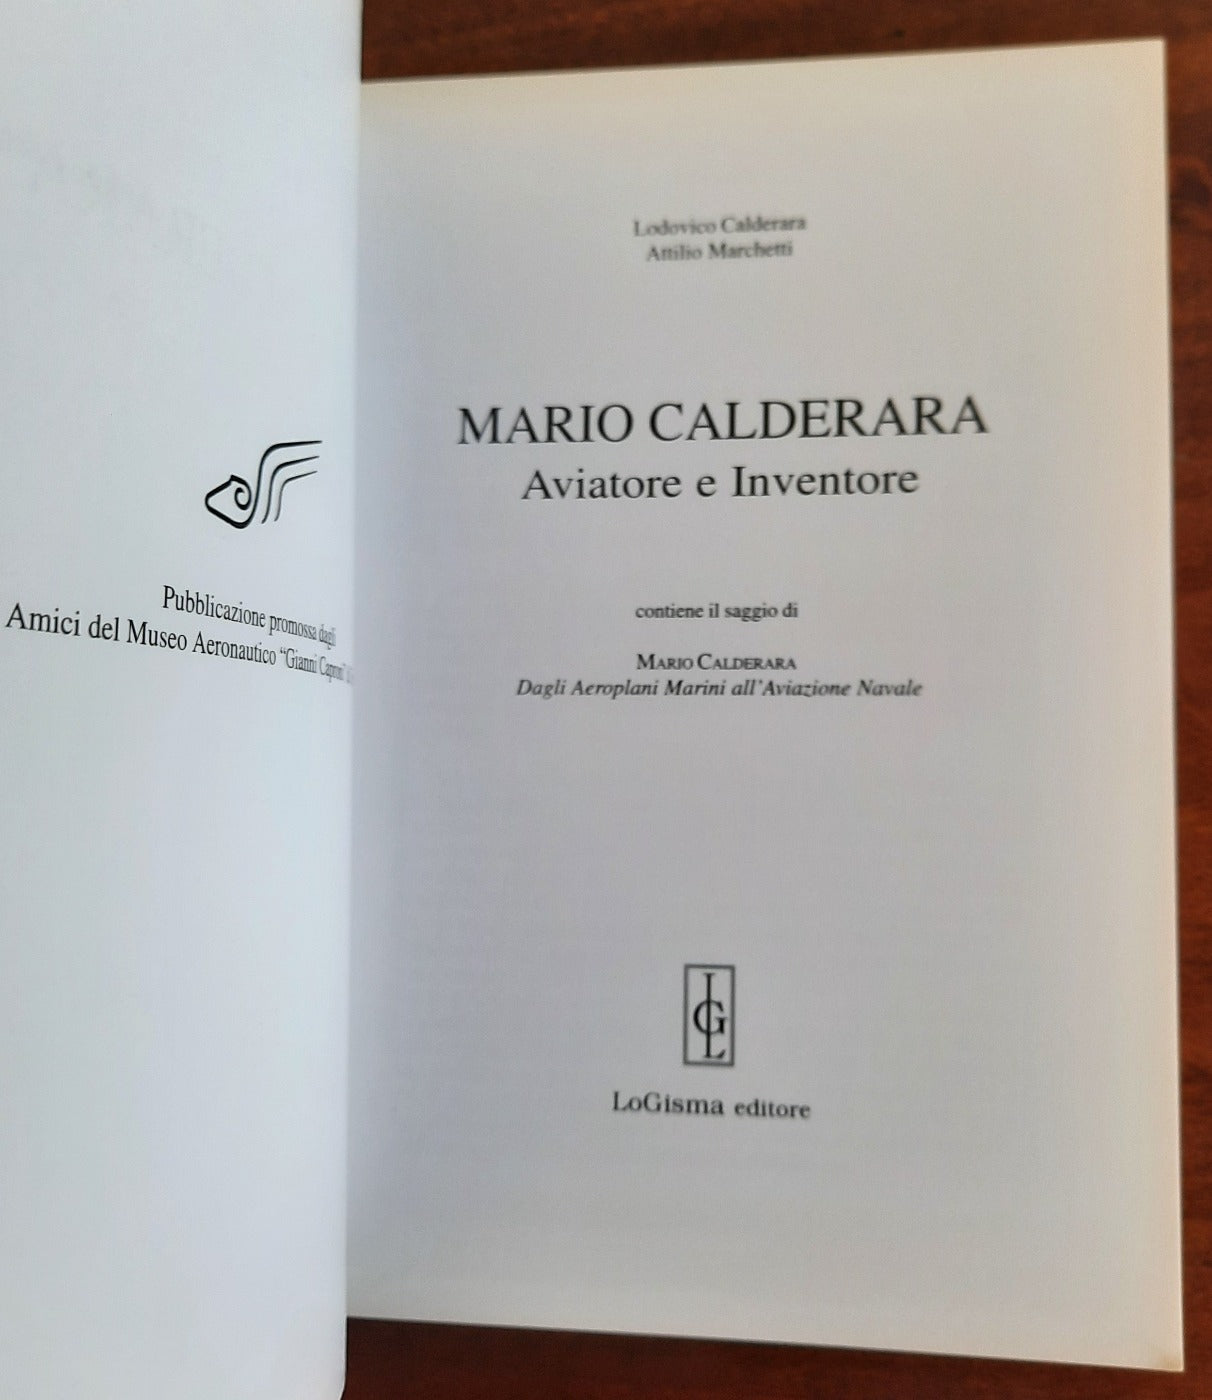 Pubblicazione promossa dagli
Amici del Museo Aeronautico “Gianni Caproni”
Lodovico Calderara
Attilio Marchetti
MARIO CALDERARA
Aviatore e Inventore
contiene il saggio di
MARIO CALDERARA
Dagli Aeroplani Marini all'Aviazione Navale
LGL
LoGisma editore